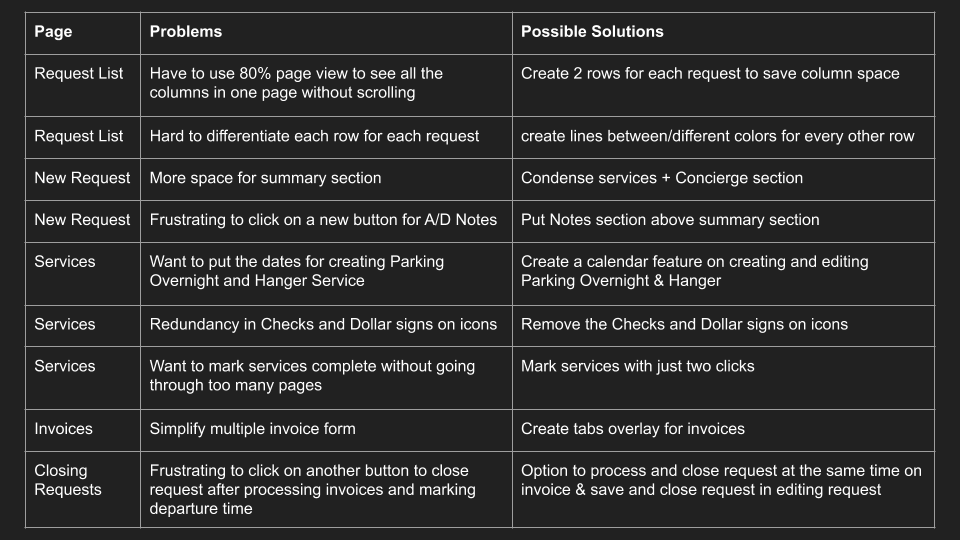 Page Problems Possible Solutions
Request List Have to use 80% page view to see all the Create 2 rows for each request to save column space
columns in one page without scrolling
Request List Hard to differentiate each row for each request create lines between/different colors for every other row
New Request More space for summary section Condense services + Concierge section
New Request Frustrating to click on a new button for A/D Notes Put Notes section above summary section
Services Want to put the dates for creating Parking Create a calendar feature on creating and editing
Overnight and Hanger Service Parking Overnight & Hanger
Services Redundancy in Checks and Dollar signs on icons Remove the Checks and Dollar signs on icons
Services Want to mark services complete without going Mark services with just two clicks
through too many pages
Invoices Simplify multiple invoice form Create tabs overlay for invoices
Closing Frustrating to click on another button to close Option to process and close request at the same time on
Requests request after processing invoices and marking invoice & save and close request in editing request
departure time